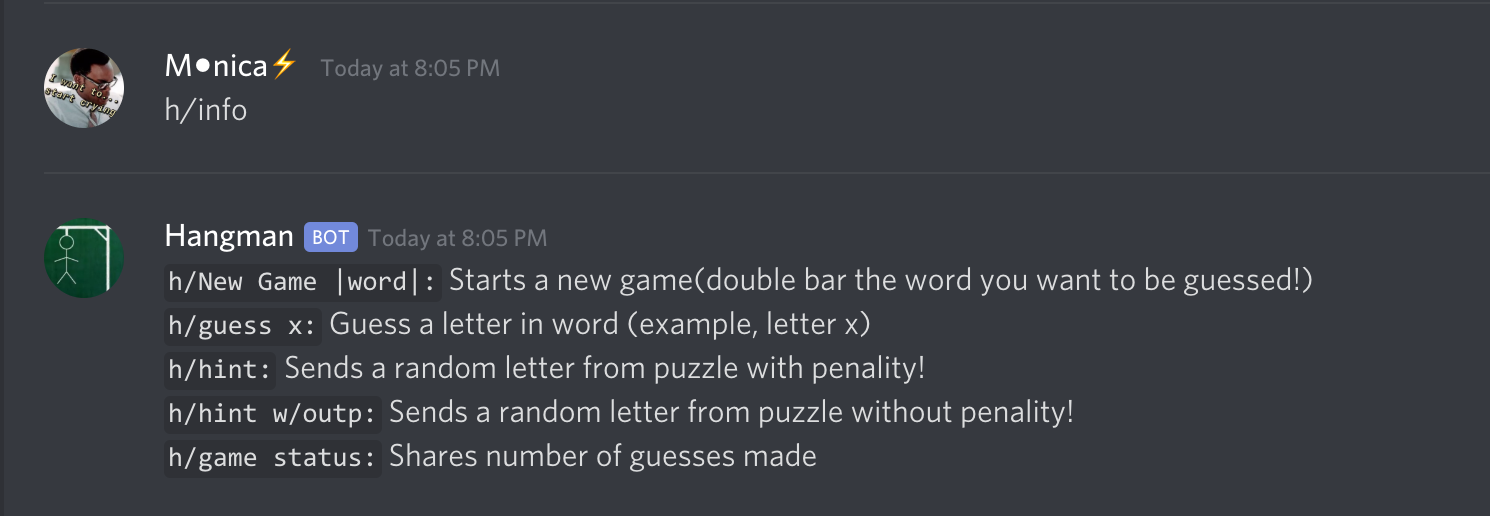 M●nica⚡ Today at 8:05 PM
I want to...
start crying
h/info
Hangman BOT Today at 8:05 PM
h/New Game |word|: Starts a new game(double bar the word you want to be guessed!)
h/guess x: Guess a letter in word (example, letter x)
h/hint: Sends a random letter from puzzle with penality!
h/hint w/outp: Sends a random letter from puzzle without penality!
h/game status: Shares number of guesses made